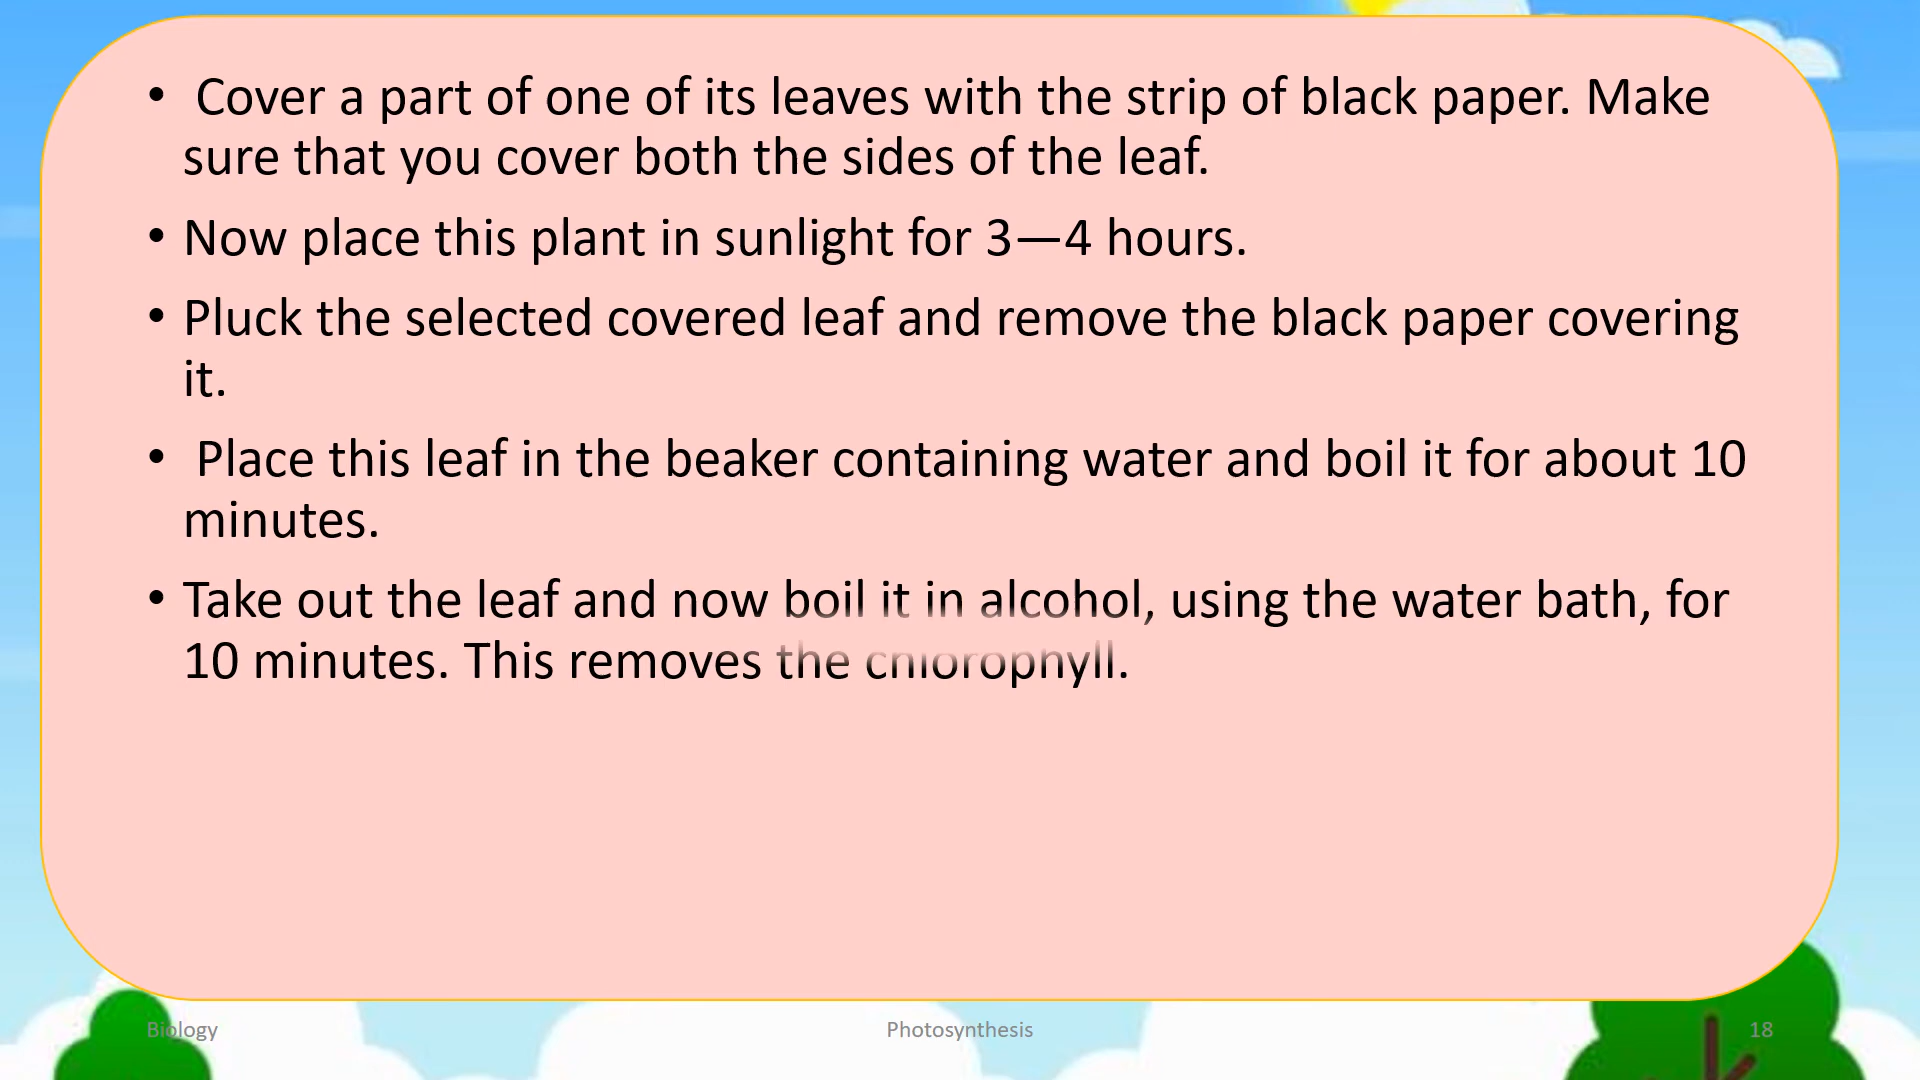 • Cover a part of one of its leaves with the strip of black paper. Make
sure that you cover both the sides of the leaf.
• Now place this plant in sunlight for 3—4 hours.
• Pluck the selected covered leaf and remove the black paper covering
it.
• Place this leaf in the beaker containing water and boil it for about 10
minutes.
• Take out the leaf and now boil it in alcohol, using the water bath, for
10 minutes. This removes the chlorophyll.
Biology
Photosynthesis
18